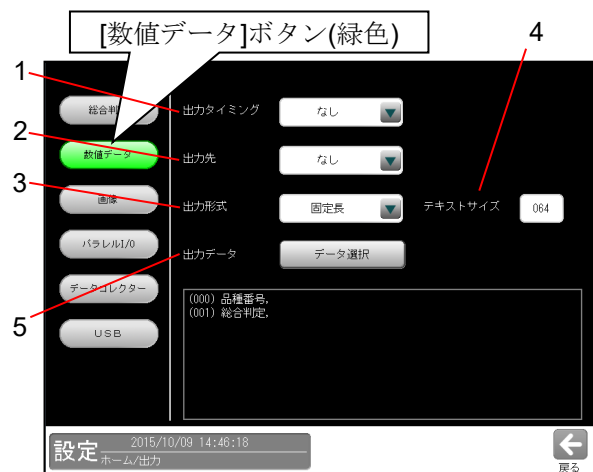 [数値データ]ボタン(緑色)
4
1
総合判
出力タイミング
なし
2
数値データ
出力先
なし
3
画像
出力形式
固定長
テキストサイズ
064
パラレルI/O
出力データ
データ選択
データコレクター
(000) 品種番号,
(001) 総合判定,
5
USB
設定
2015/10/09 14:46:18
ホーム/出力
戻る